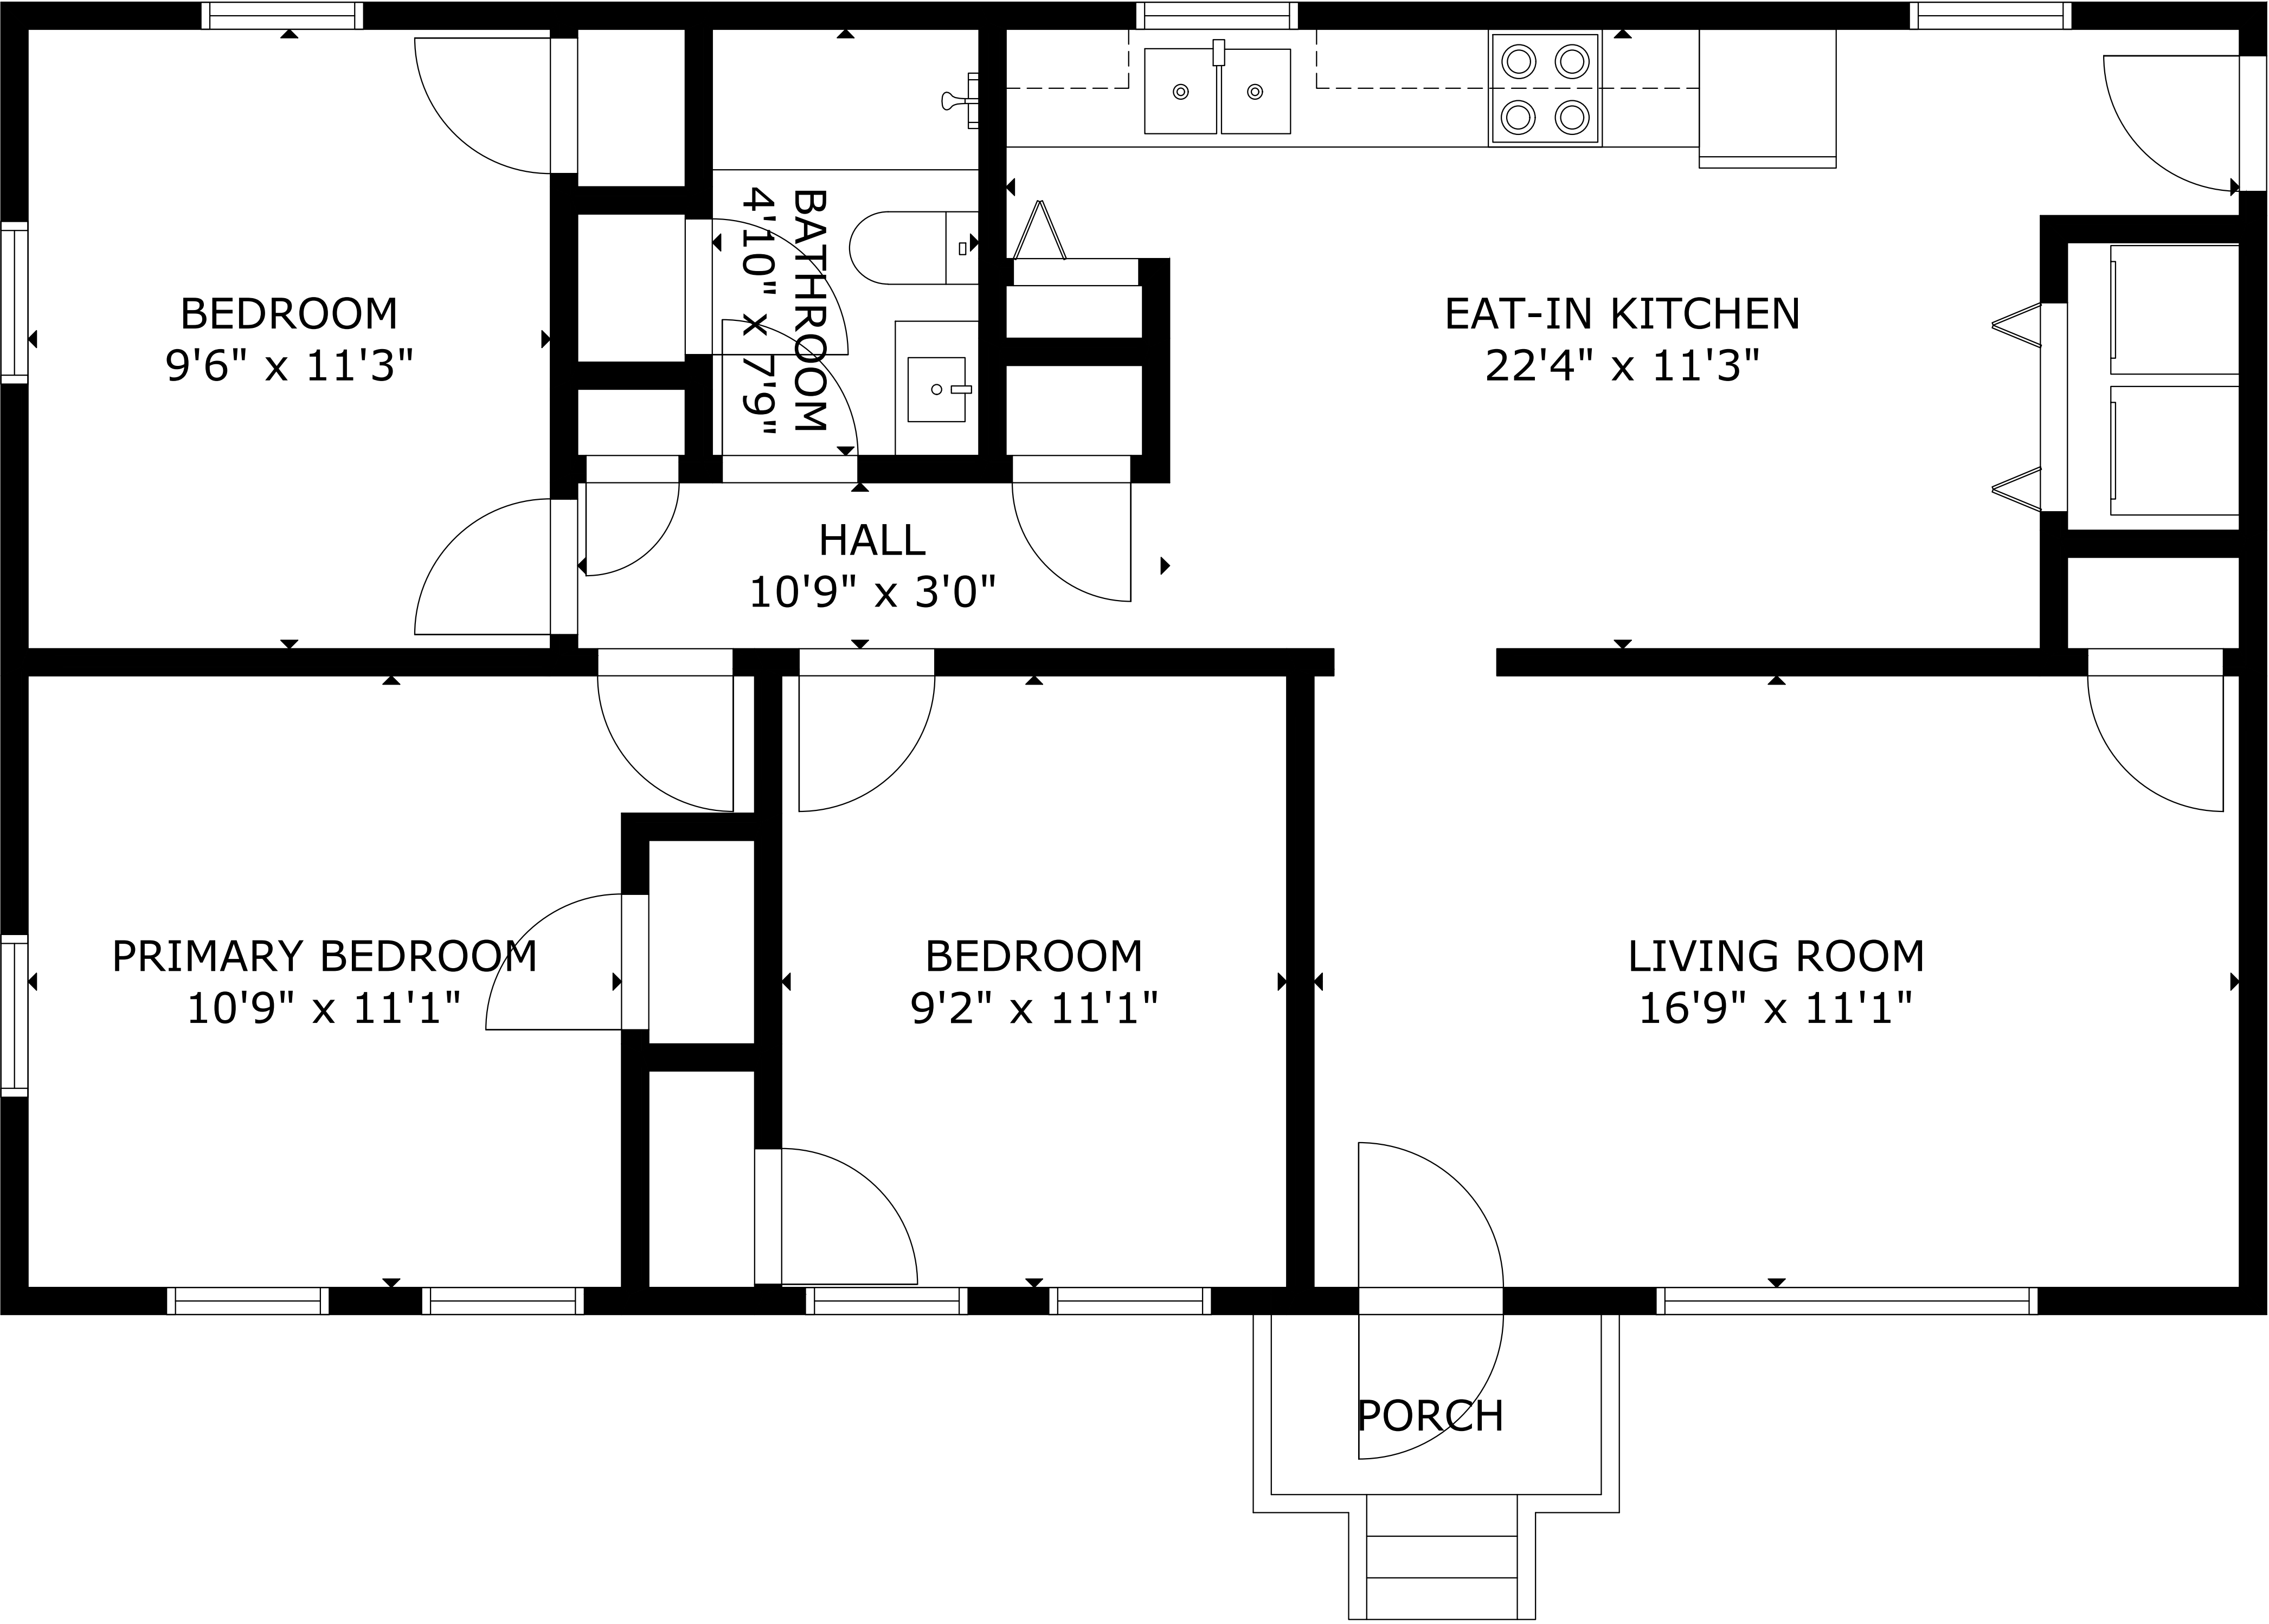 BATHROOM
4'10" x 7'9"
BEDROOM
9'6" x 11'3"
EAT-IN KITCHEN
22'4" x 11'3"
HALL
10'9" x 3'0"
PRIMARY BEDROOM
10'9" x 11'1"
BEDROOM
9'2" x 11'1"
LIVING ROOM
16'9" x 11'1"
PORCH